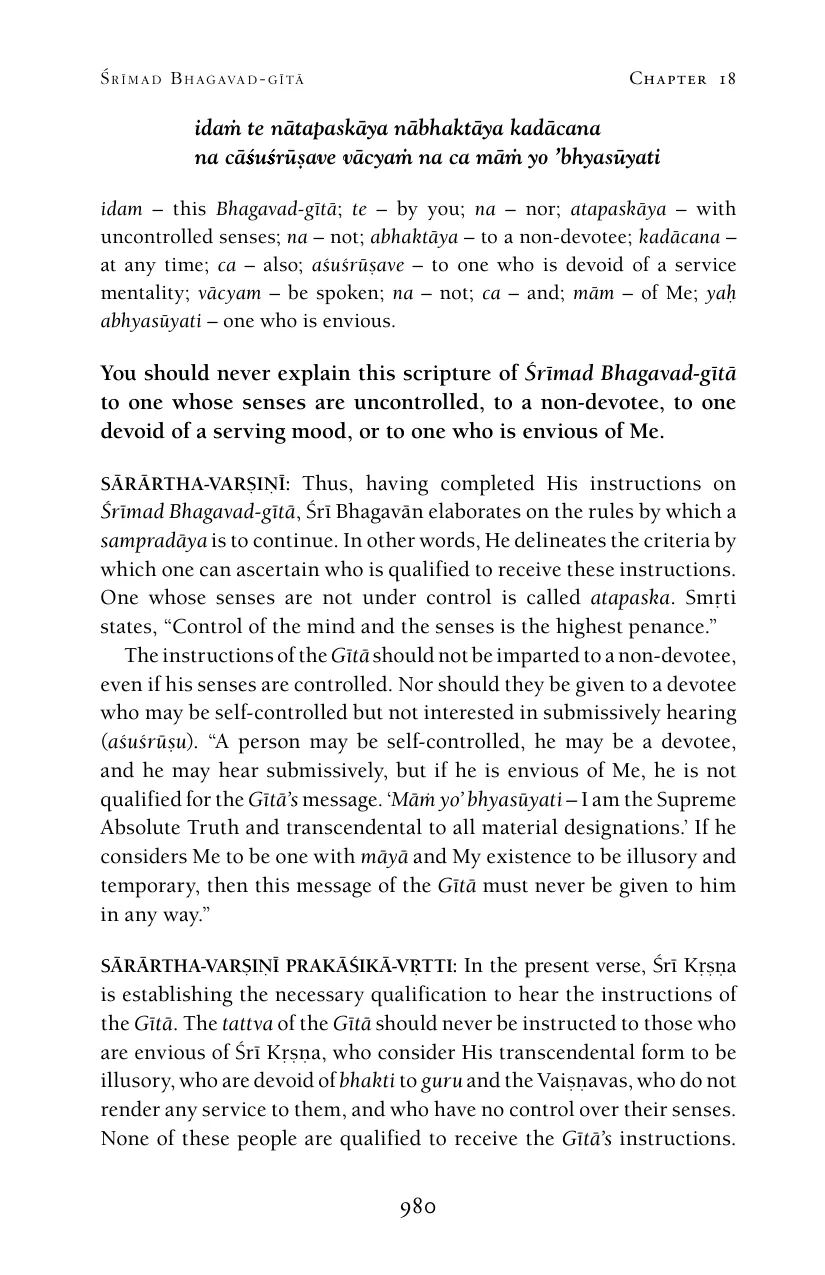 Śrīmad Bhagavad-gītā Chapter 18
idaṁ te nātapaskāya nābhaktāya kadācana
na cāśuśrūṣave vācyaṁ na ca māṁ yo ’bhyasūyati
idam – this Bhagavad-gītā; te – by you; na – nor; atapaskāya – with
uncontrolled senses; na – not; abhaktāya – to a non-devotee; kadācana –
at any time; ca – also; aśuśrūṣave – to one who is devoid of a service
mentality; vācyam – be spoken; na – not; ca – and; mām – of Me; yaḥ
abhyasūyati – one who is envious.
You should never explain this scripture of Śrīmad Bhagavad-gītā
to one whose senses are uncontrolled, to a non-devotee, to one
devoid of a serving mood, or to one who is envious of Me.
SĀRĀRTHA-VARṢIṆĪ: Thus, having completed His instructions on
Śrīmad Bhagavad-gītā, Śrī Bhagavān elaborates on the rules by which a
sampradāya is to continue. In other words, He delineates the criteria by
which one can ascertain who is qualified to receive these instructions.
One whose senses are not under control is called atapaska. Smṛti
states, “Control of the mind and the senses is the highest penance.”
The instructions of the Gītā should not be imparted to a non-devotee,
even if his senses are controlled. Nor should they be given to a devotee
who may be self-controlled but not interested in submissively hearing
(aśuśrūṣu). “A person may be self-controlled, he may be a devotee,
and he may hear submissively, but if he is envious of Me, he is not
qualified for the Gītā’s message. ‘Māṁ yo’ bhyasūyati – I am the Supreme
Absolute Truth and transcendental to all material designations.’ If he
considers Me to be one with māyā and My existence to be illusory and
temporary, then this message of the Gītā must never be given to him
in any way.”
SĀRĀRTHA-VARṢIṆĪ PRAKĀŚIKĀ-VṚTTI: In the present verse, Śrī Kṛṣṇa
is establishing the necessary qualification to hear the instructions of
the Gītā. The tattva of the Gītā should never be instructed to those who
are envious of Śrī Kṛṣṇa, who consider His transcendental form to be
illusory, who are devoid of bhakti to guru and the Vaiṣṇavas, who do not
render any service to them, and who have no control over their senses.
None of these people are qualified to receive the Gītā’s instructions.
980